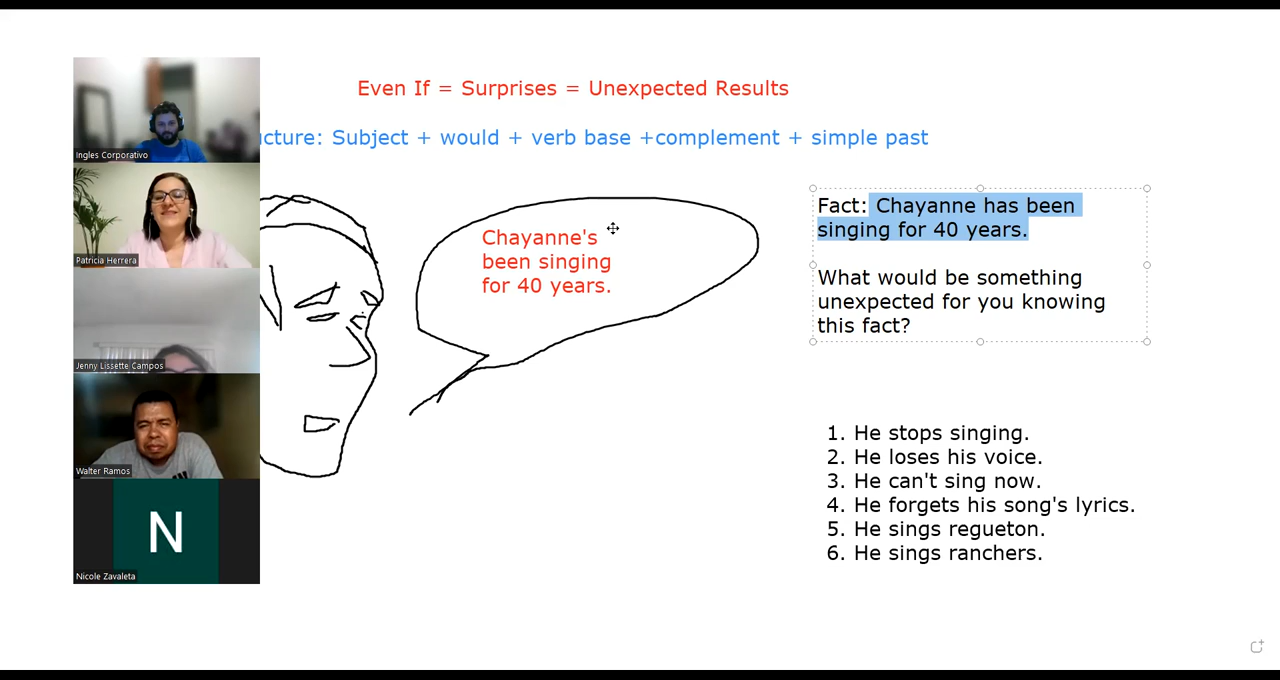 Even If = Surprises = Unexpected Results
ucture: Subject + would + verb base +complement + simple past
Ingles Corporativo
Patricia Herrera
Jenny Lissette Campos
Walter Ramos
N
Nicole Zavaleta
Chayanne's
been singing
for 40 years.
Fact: Chayanne has been
singing for 40 years.
What would be something
unexpected for you knowing
this fact?
1. He stops singing.
2. He loses his voice.
3. He can't sing now.
4. He forgets his song's lyrics.
5. He sings regueton.
6. He sings ranchers.